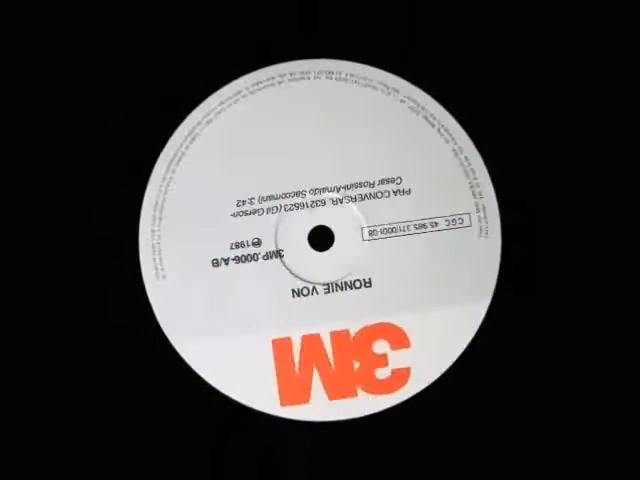 3M
RONNIE VON
3MP.0006-A/B
℗ 1987
CGC 45.985.371/0001-08
PRA CONVERSAR. 63216523 (Gil Gerson-
Cesar Rossini-Arnaldo Saccomani) 3:42